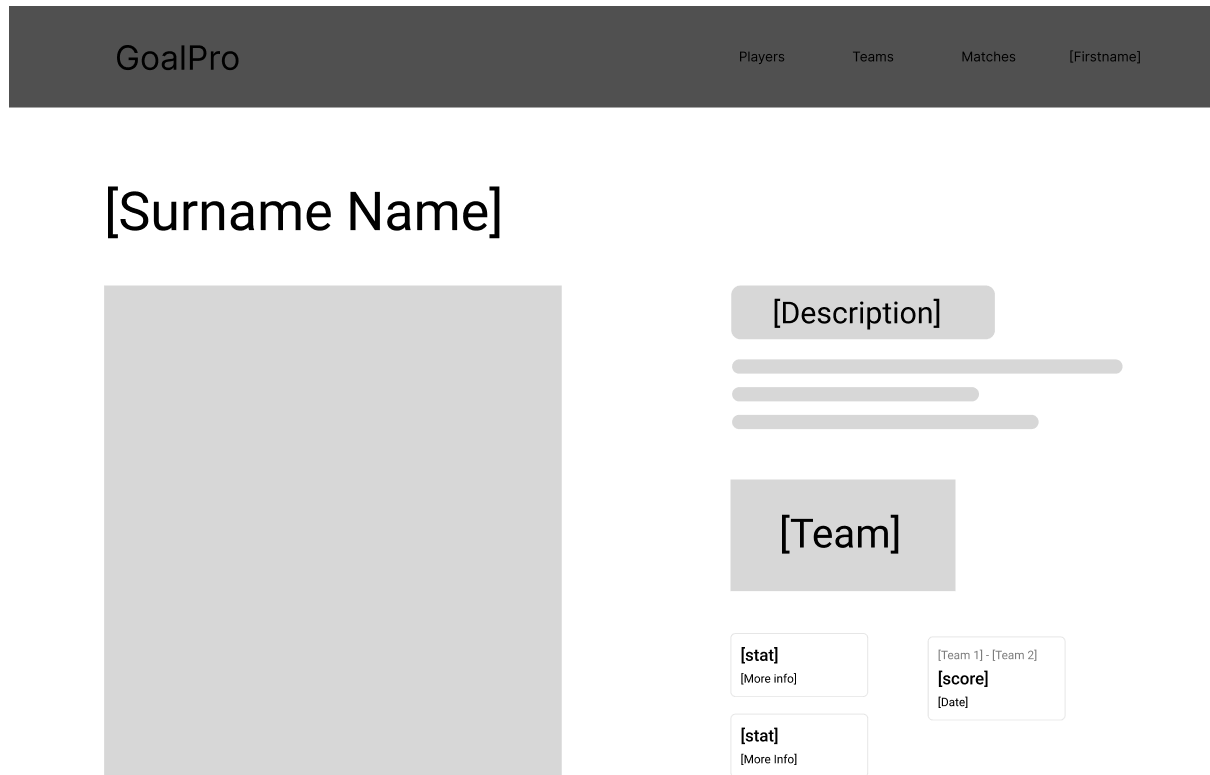 GoalPro
Players Teams Matches [Firstname]
[Surname Name]
[Description]
[Team]
[stat]
[More info]
[Team 1] - [Team 2]
[score]
[Date]
[stat]
[More Info]